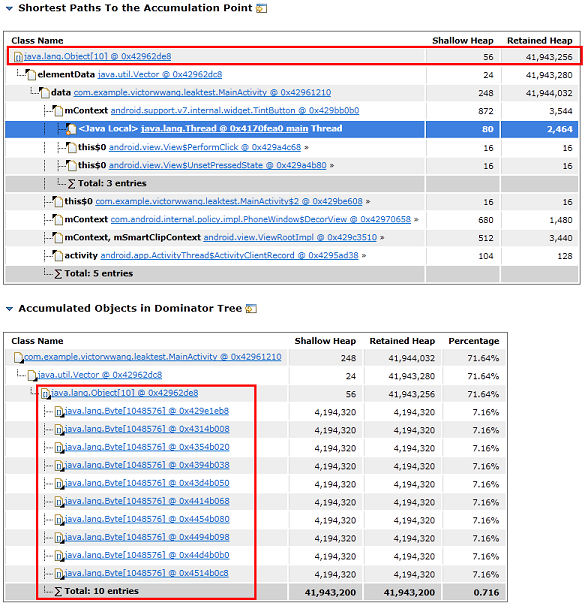 Shortest Paths To the Accumulation Point
Class Name Shallow Heap Retained Heap
java.lang.Object[10] @ 0x42962de8 56 41,943,256
elementData java.util.Vector @ 0x42962dc8 24 41,943,280
data com.example.victorwwang.leaktest.MainActivity @ 0x42961210 248 41,944,032
mContext android.support.v7.internal.widget.TintButton @ 0x429bb0b0 872 3,544
<Java Local> java.lang.Thread @ 0x4170fea0 main Thread 80 2,464
this$0 android.view.View$PerformClick @ 0x429a4c68 » 16 16
this$0 android.view.View$UnsetPressedState @ 0x429a4b80 » 16 16
Σ Total: 3 entries
this$0 com.example.victorwwang.leaktest.MainActivity$2 @ 0x429be608 » 16 16
mContext com.android.internal.policy.impl.PhoneWindow$DecorView @ 0x42970658 » 680 1,480
mContext, mSmartClipContext android.view.ViewRootImpl @ 0x429c3510 » 512 3,440
activity android.app.ActivityThread$ActivityClientRecord @ 0x4295ad38 » 104 128
Σ Total: 5 entries
Accumulated Objects in Dominator Tree
Class Name Shallow Heap Retained Heap Percentage
com.example.victorwwang.leaktest.MainActivity @ 0x42961210 248 41,944,032 71.64%
java.util.Vector @ 0x42962dc8 24 41,943,280 71.64%
java.lang.Object[10] @ 0x42962de8 56 41,943,256 71.64%
java.lang.Byte[1048576] @ 0x429e1eb8 4,194,320 4,194,320 7.16%
java.lang.Byte[1048576] @ 0x4314b008 4,194,320 4,194,320 7.16%
java.lang.Byte[1048576] @ 0x4354b020 4,194,320 4,194,320 7.16%
java.lang.Byte[1048576] @ 0x4394b038 4,194,320 4,194,320 7.16%
java.lang.Byte[1048576] @ 0x43d4b050 4,194,320 4,194,320 7.16%
java.lang.Byte[1048576] @ 0x4414b068 4,194,320 4,194,320 7.16%
java.lang.Byte[1048576] @ 0x4454b080 4,194,320 4,194,320 7.16%
java.lang.Byte[1048576] @ 0x4494b098 4,194,320 4,194,320 7.16%
java.lang.Byte[1048576] @ 0x44d4b0b0 4,194,320 4,194,320 7.16%
java.lang.Byte[1048576] @ 0x4514b0c8 4,194,320 4,194,320 7.16%
Σ Total: 10 entries 41,943,200 41,943,200 0.716